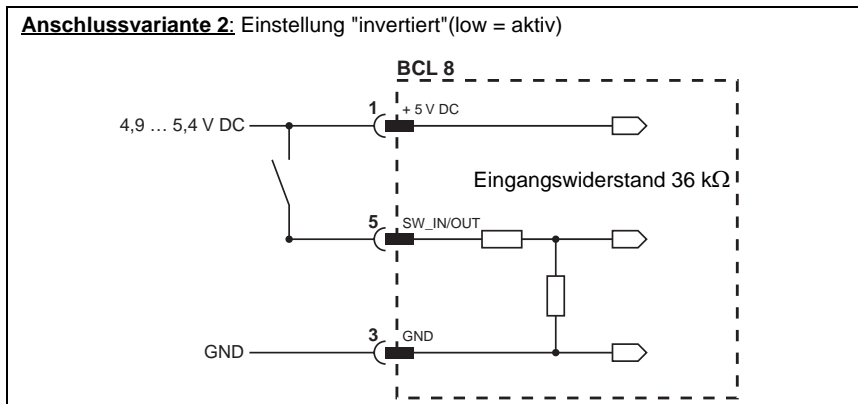 Anschlussvariante 2: Einstellung "invertiert"(low = aktiv)
BCL 8
4,9 … 5,4 V DC
1
+ 5 V DC
Eingangswiderstand 36 kΩ
5
SW_IN/OUT
GND
3
GND